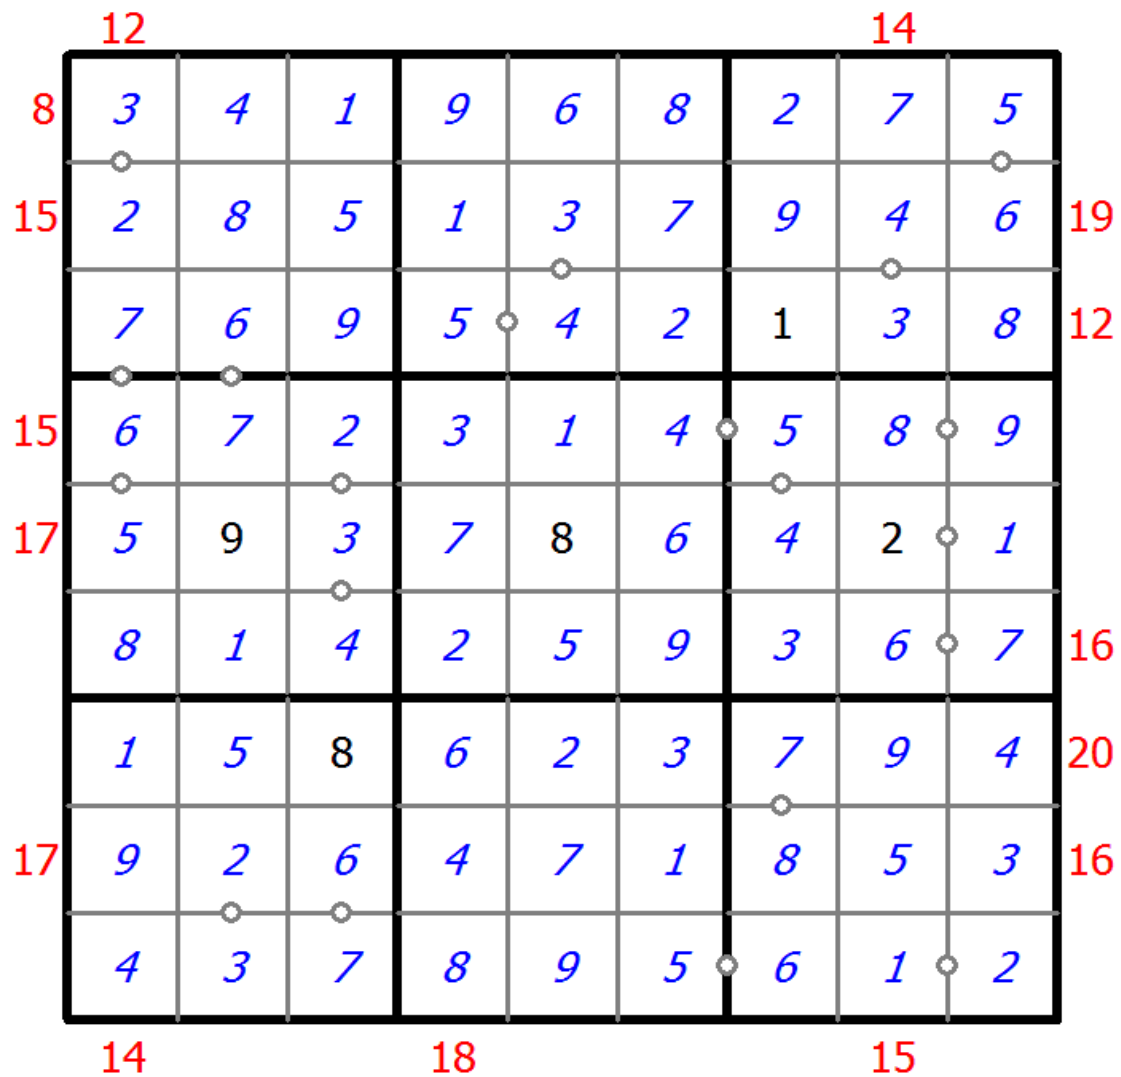 12 14
8 3 4 1 9 6 8 2 7 5
15 2 8 5 1 3 7 9 4 6 19
7 6 9 5 4 2 1 3 8 12
15 6 7 2 3 1 4 5 8 9
17 5 9 3 7 8 6 4 2 1
8 1 4 2 5 9 3 6 7 16
1 5 8 6 2 3 7 9 4 20
17 9 2 6 4 7 1 8 5 3 16
4 3 7 8 9 5 6 1 2
14 18 15